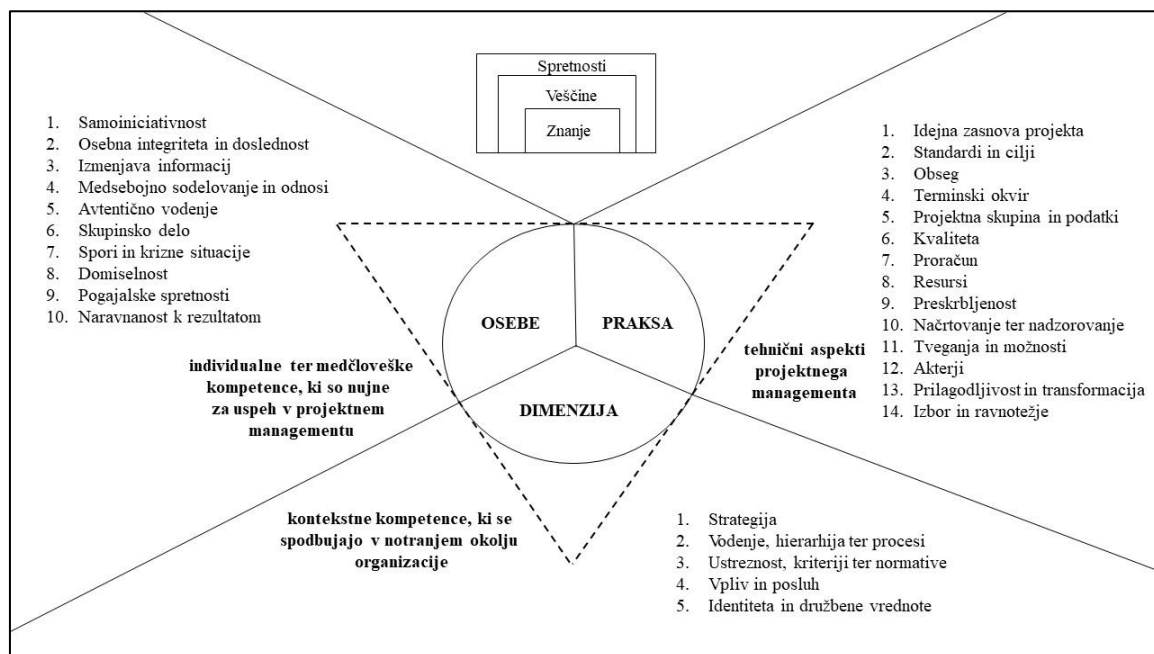 Spretnosti
Veščine
Znanje
1. Samoiniciativnost
2. Osebna integriteta in doslednost
3. Izmenjava informacij
4. Medsebojno sodelovanje in odnosi
5. Avtentično vodenje
6. Skupinsko delo
7. Spori in krizne situacije
8. Domiselnost
9. Pogajalske spretnosti
10. Naravnanost k rezultatom
1. Idejna zasnova projekta
2. Standardi in cilji
3. Obseg
4. Terminski okvir
5. Projektna skupina in podatki
6. Kvaliteta
7. Proračun
8. Resursi
9. Preskrbljenost
10. Načrtovanje ter nadzorovanje
11. Tveganja in možnosti
12. Akterji
13. Prilagodljivost in transformacija
14. Izbor in ravnotežje
OSEBE
PRAKSA
DIMENZIJA
individualne ter medčloveške
kompetence, ki so nujne
za uspeh v projektnem
managementu
tehnični aspekti
projektnega
managementa
kontekstne kompetence, ki se
spodbujajo v notranjem okolju
organizacije
1. Strategija
2. Vodenje, hierarhija ter procesi
3. Ustreznost, kriteriji ter normative
4. Vpliv in posluh
5. Identiteta in družbene vrednote